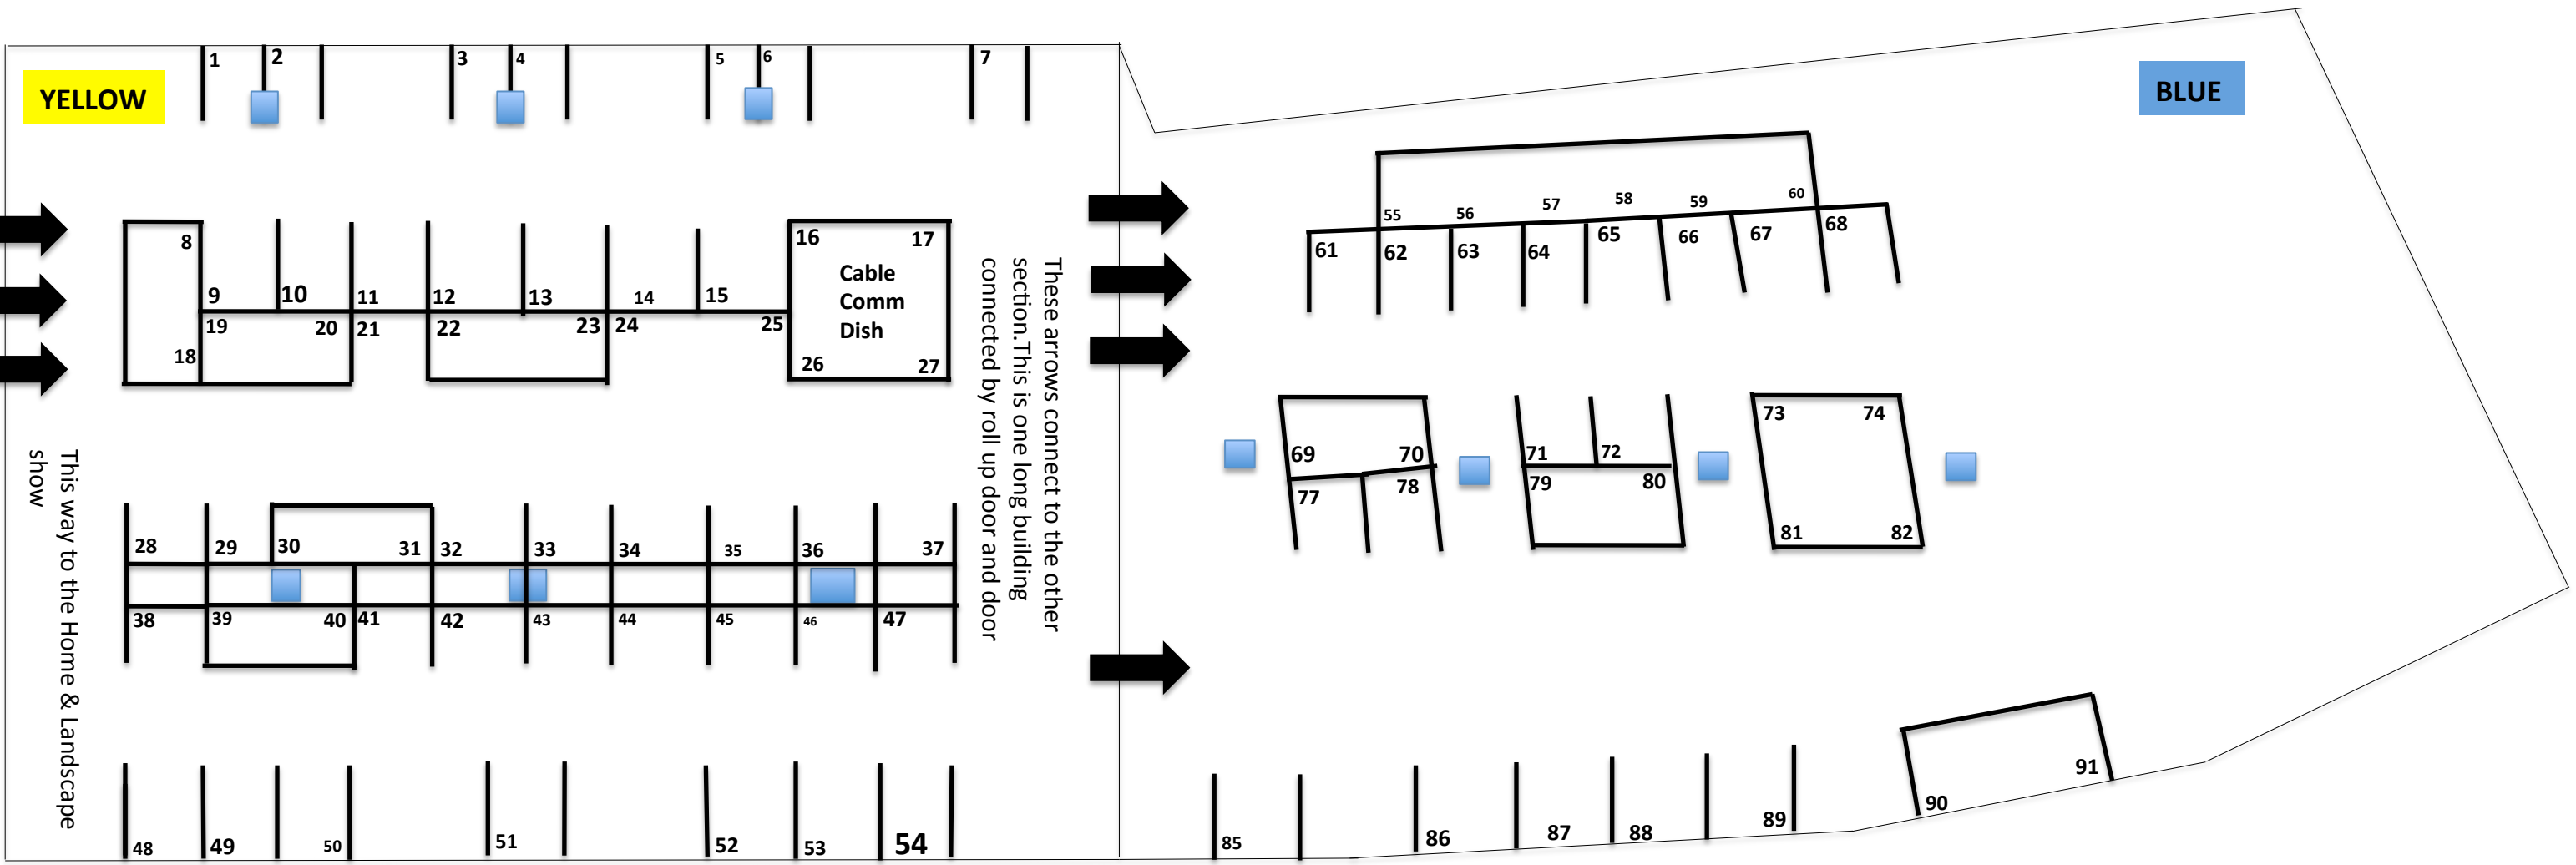 1 2 3 4 5 6 7
YELLOW
BLUE
8
9 10 11 12 13 14 15
16 17
Cable
Comm
Dish
18
19 20 21 22 23 24 25
26 27
This way to the Home & Landscape
show
These arrows connect to the other
section.This is one long building
connected by roll up door and door
28 29 30 31 32 33 34 35 36 37
38 39 40 41 42 43 44 45 46 47
48 49 50 51 52 53 54
55 56 57 58 59 60
61 62 63 64 65 66 67 68
69 70 71 72 73 74
77 78 79 80 81 82
85 86 87 88 89 90 91